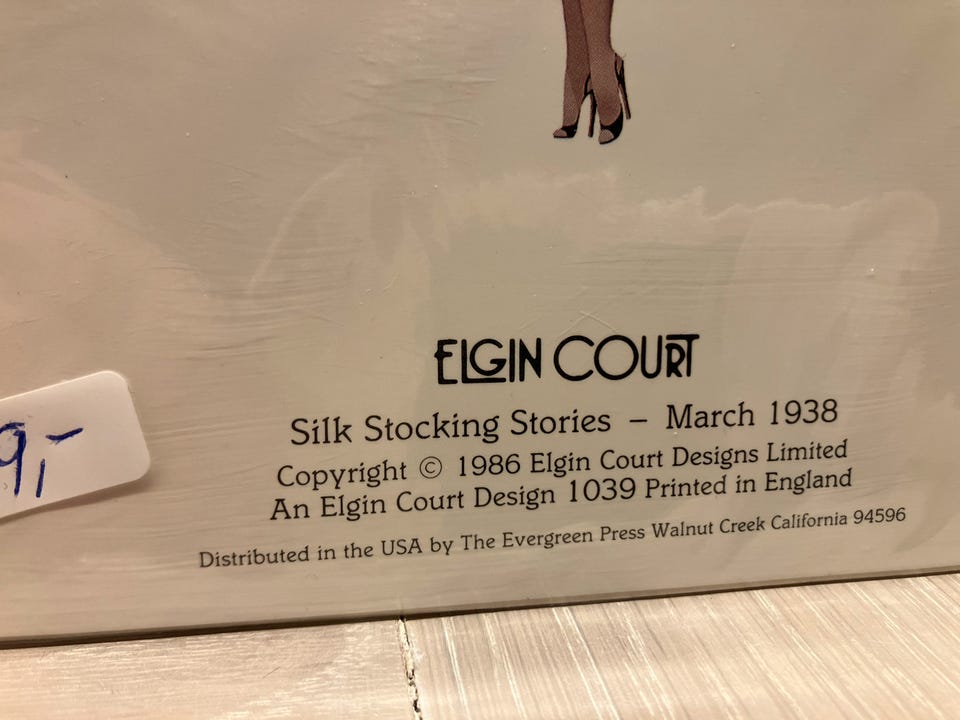 ELGIN COURT
Silk Stocking Stories – March 1938
Copyright © 1986 Elgin Court Designs Limited
An Elgin Court Design 1039 Printed in England
Distributed in the USA by The Evergreen Press Walnut Creek California 94596
9,-